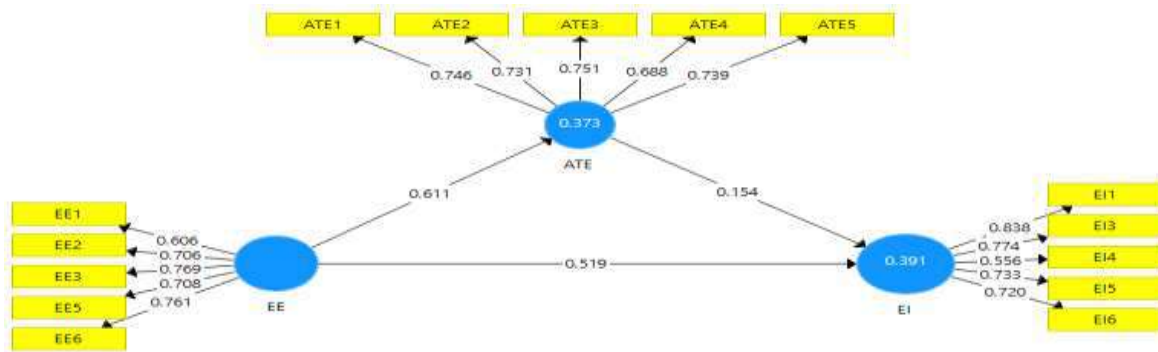 ATE1 ATE2 ATE3 ATE4 ATE5
0.746 0.731 0.751 0.688 0.739
0.373
ATE
0.611 0.154
EE1
EE2
EE3
EE5
EE6
0.606
0.706
0.769
0.708
0.761
EE
0.519
0.391
EI
0.838
0.774
0.556
0.733
0.720
EI1
EI3
EI4
EI5
EI6